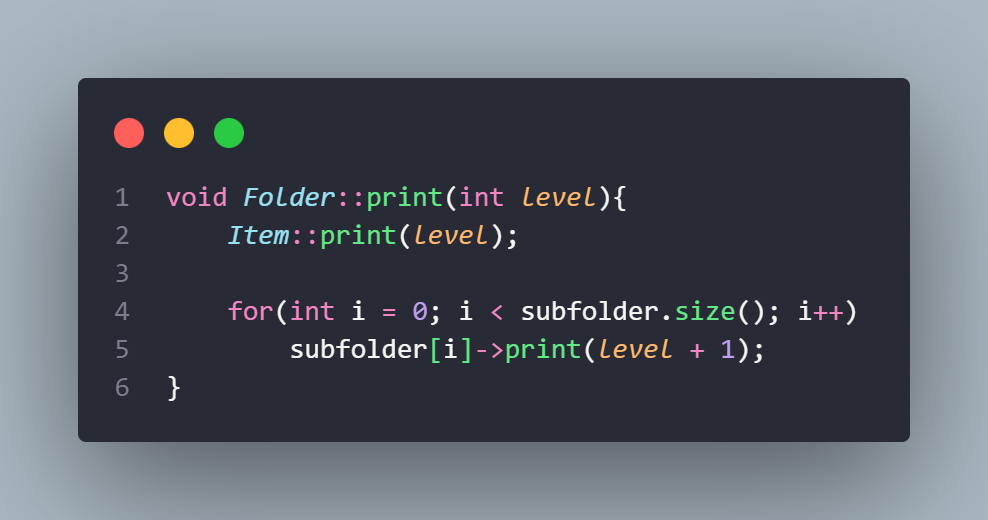 1 void Folder::print(int level){
2     Item::print(level);
3
4     for(int i = 0; i < subfolder.size(); i++)
5         subfolder[i]->print(level + 1);
6 }